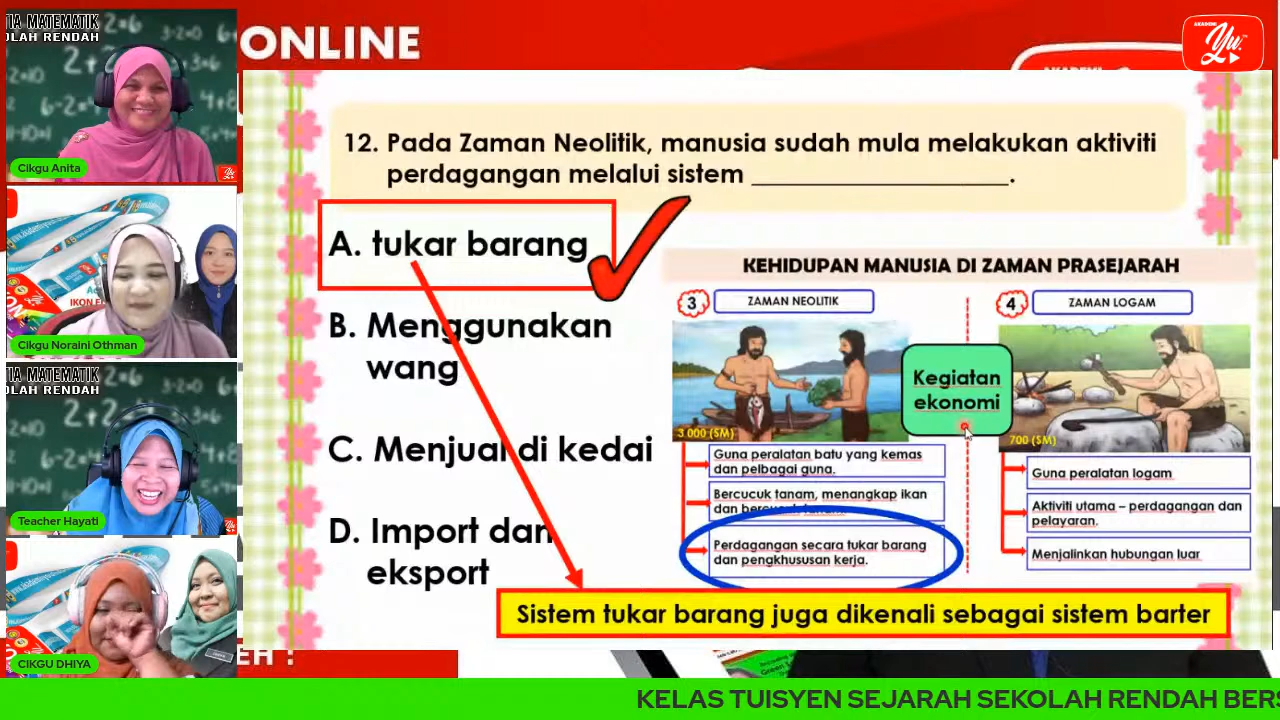 TIA MATEMATIK
OLAH RENDAH
ONLINE
AKADEMI
Yu.
Cikgu Anita
Cikgu Noraini Othman
TIA MATEMATIK
OLAH RENDAH
Teacher Hayati
CIKGU DHIYA
12. Pada Zaman Neolitik, manusia sudah mula melakukan aktiviti
perdagangan melalui sistem ____________________.
A. tukar barang
B. Menggunakan
wang
C. Menjual di kedai
D. Import dan
eksport
KEHIDUPAN MANUSIA DI ZAMAN PRASEJARAH
3 ZAMAN NEOLITIK
3 000 (SM)
Guna peralatan batu yang kemas
dan pelbagai guna.
Bercucuk tanam, menangkap ikan
Perdagangan secara tukar barang
dan pengkhususan kerja.
Kegiatan
ekonomi
4 ZAMAN LOGAM
700 (SM)
Guna peralatan logam
Aktiviti utama – perdagangan dan
pelayaran.
Menjalinkan hubungan luar
Sistem tukar barang juga dikenali sebagai sistem barter
EH :
KELAS TUISYEN SEJARAH SEKOLAH RENDAH BERS